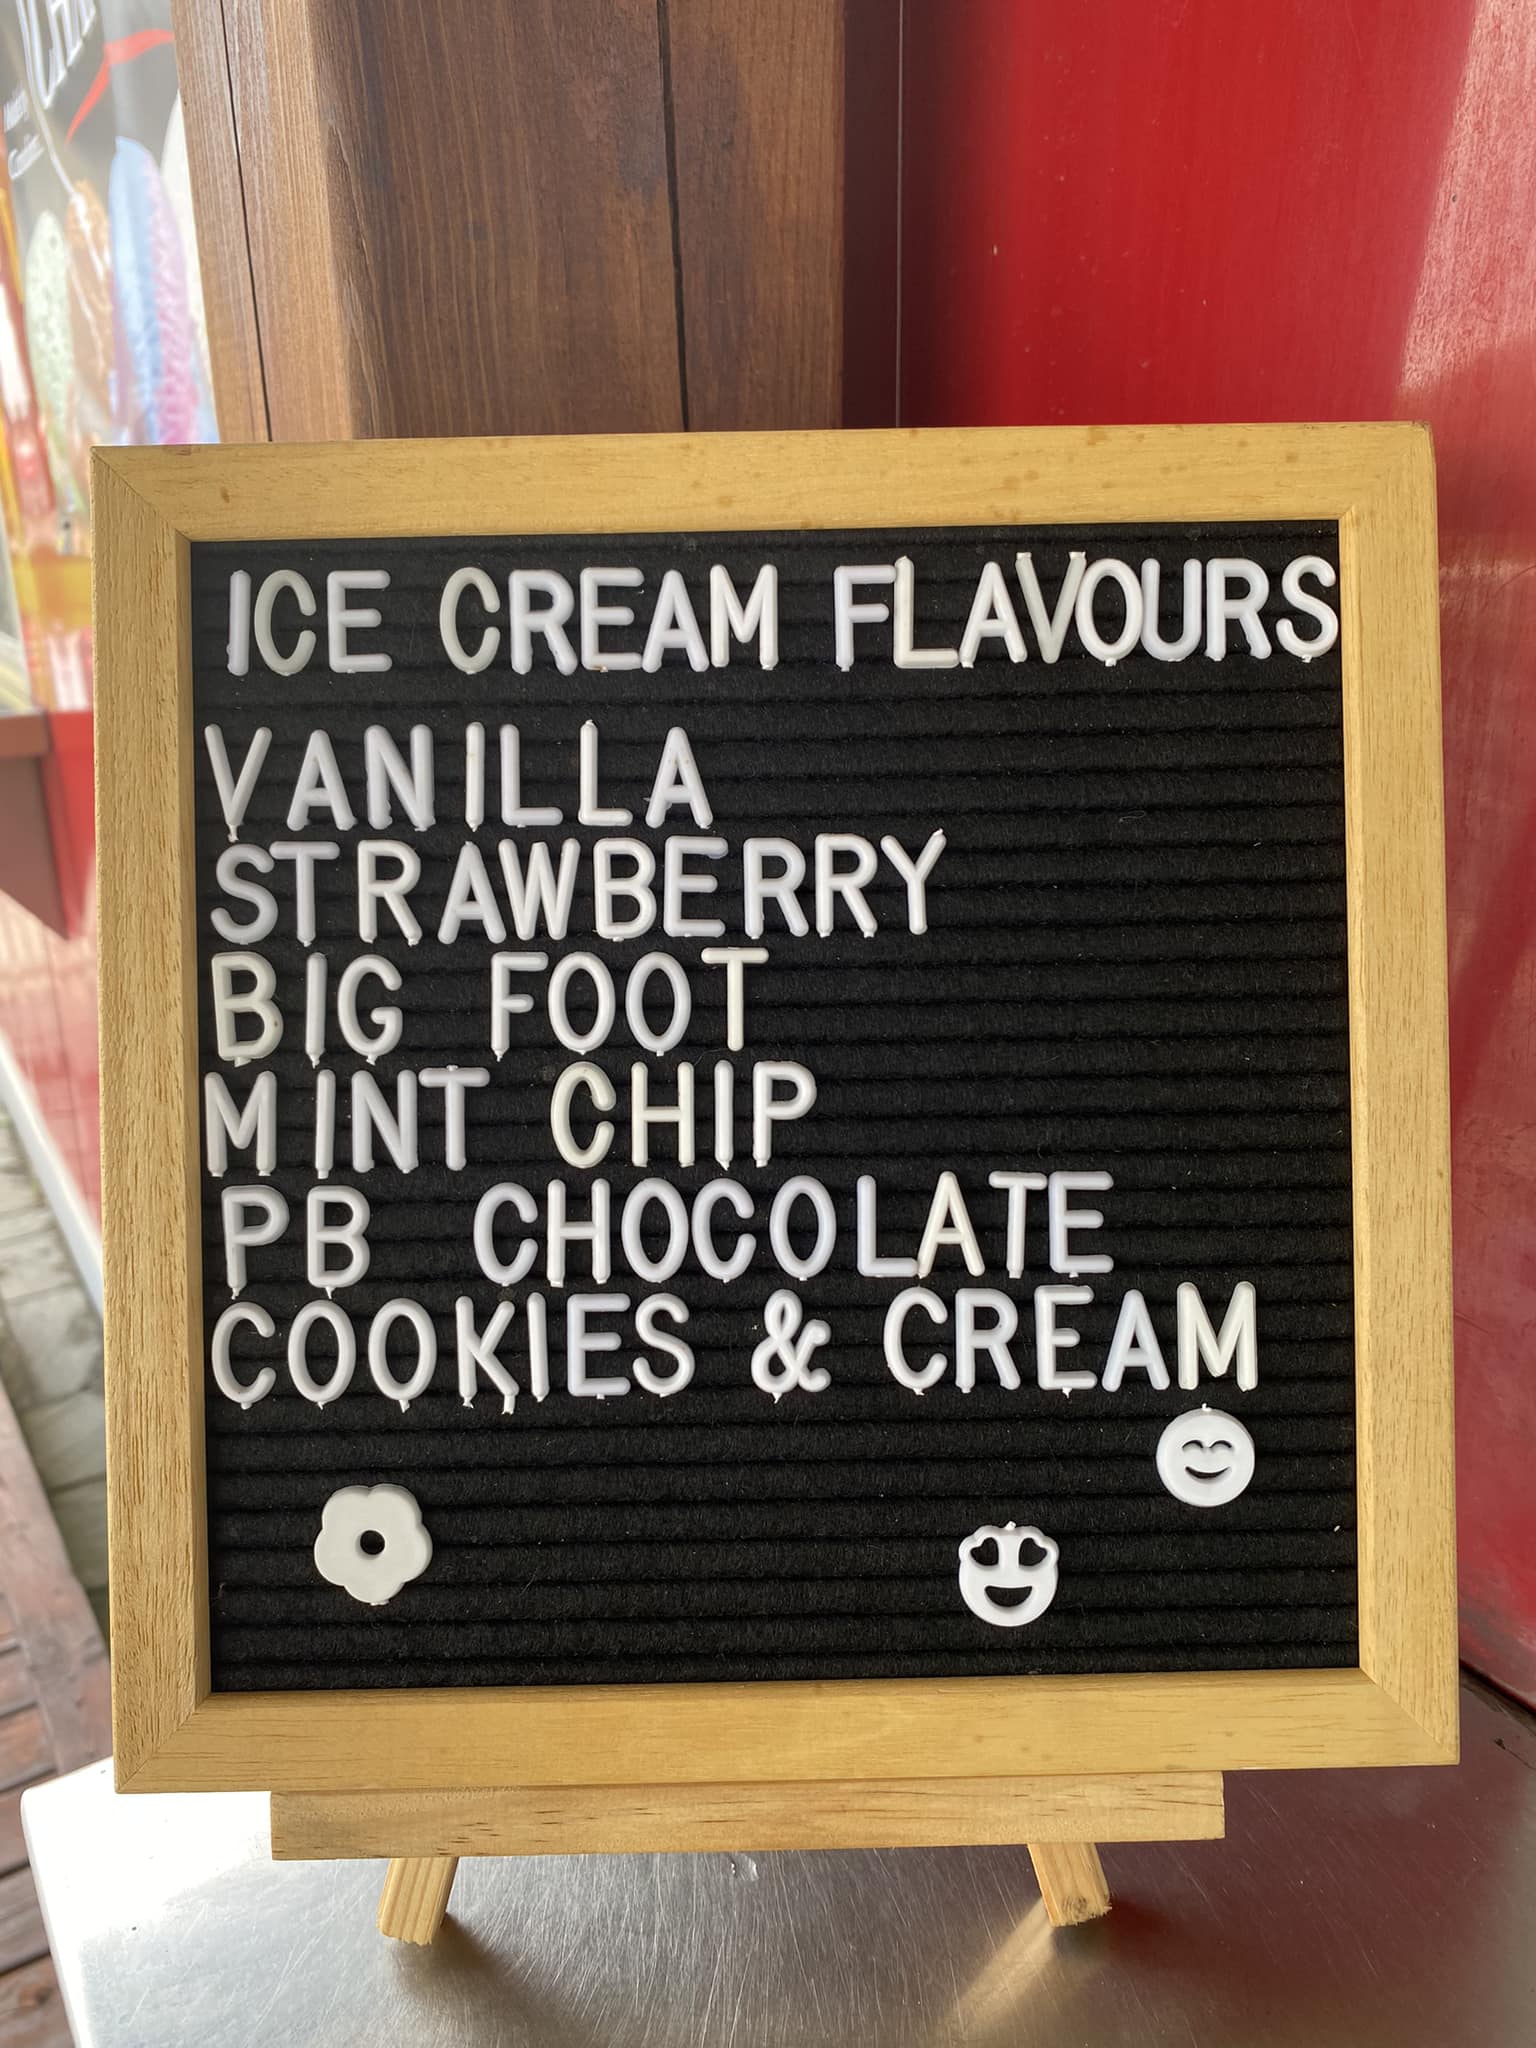 ICE CREAM FLAVOURS
VANILLA
STRAWBERRY
BIG FOOT
MINT CHIP
PB CHOCOLATE
COOKIES & CREAM